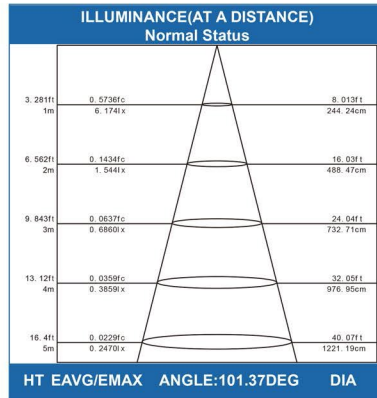 ILLUMINANCE(AT A DISTANCE)
Normal Status
3.281ft 0.5736fc 8.013ft
1m 6.174lx 244.24cm
6.562ft 0.1434fc 16.03ft
2m 1.544lx 488.47cm
9.843ft 0.0637fc 24.04ft
3m 0.6860lx 732.71cm
13.12ft 0.0359fc 32.05ft
4m 0.3859lx 976.95cm
16.4ft 0.0229fc 40.07ft
5m 0.2470lx 1221.19cm
HT EAVG/EMAX ANGLE:101.37DEG DIA